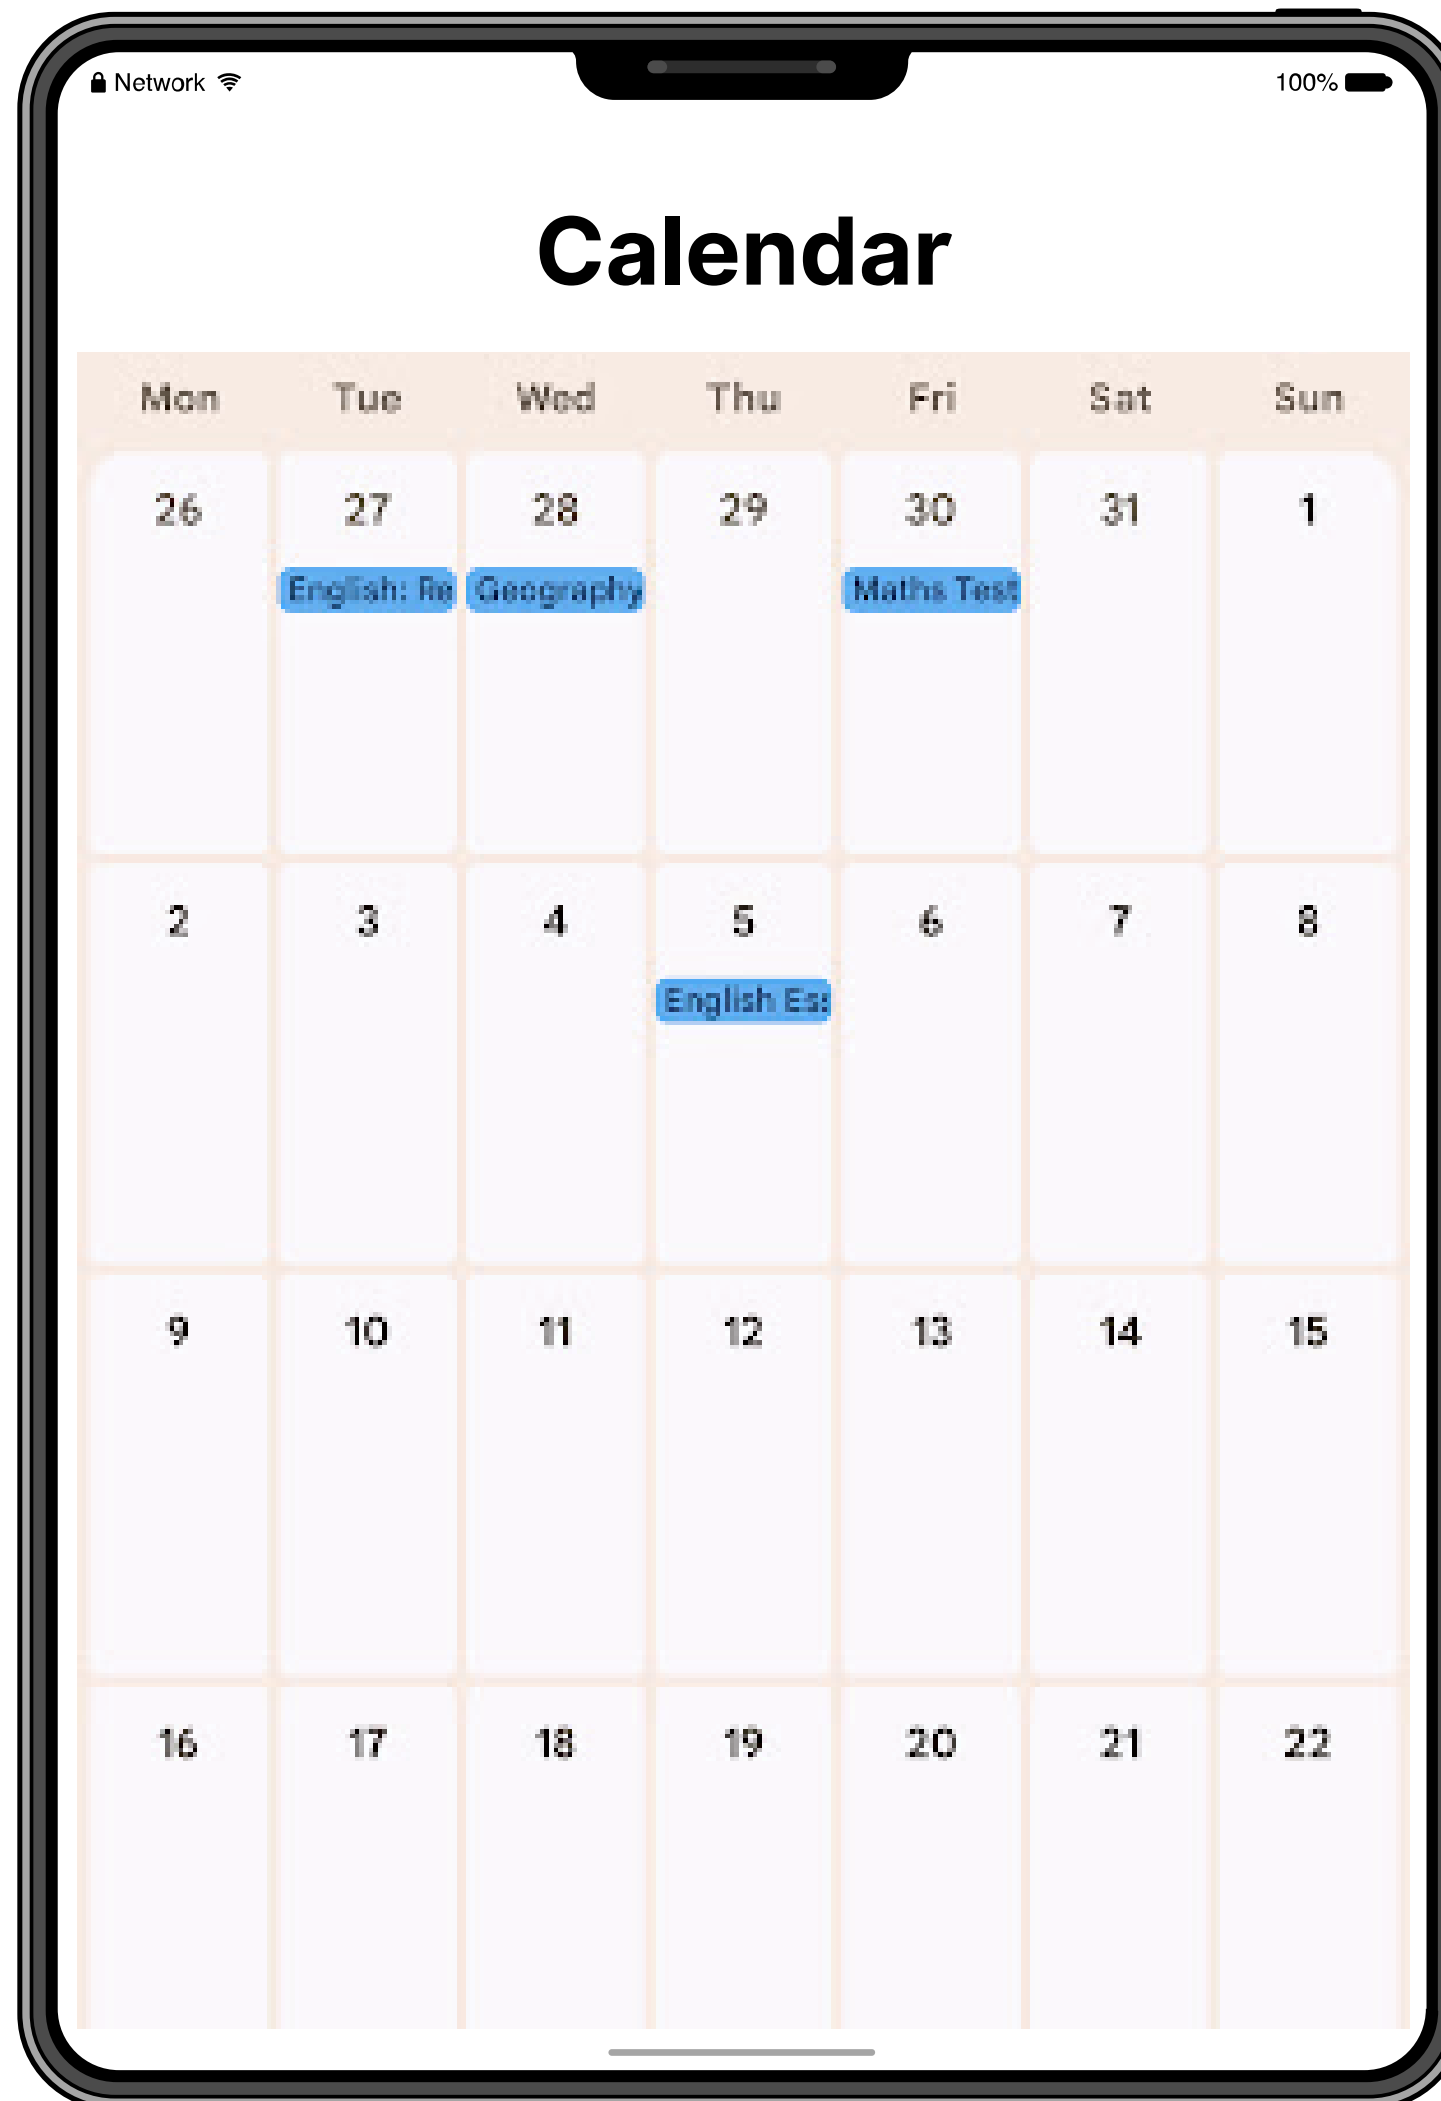 Network
100%
Calendar
Mon Tue Wed Thu Fri Sat Sun
26 27 28 29 30 31 1
English: Re Geography Maths Test
2 3 4 5 6 7 8
English Ess
9 10 11 12 13 14 15
16 17 18 19 20 21 22